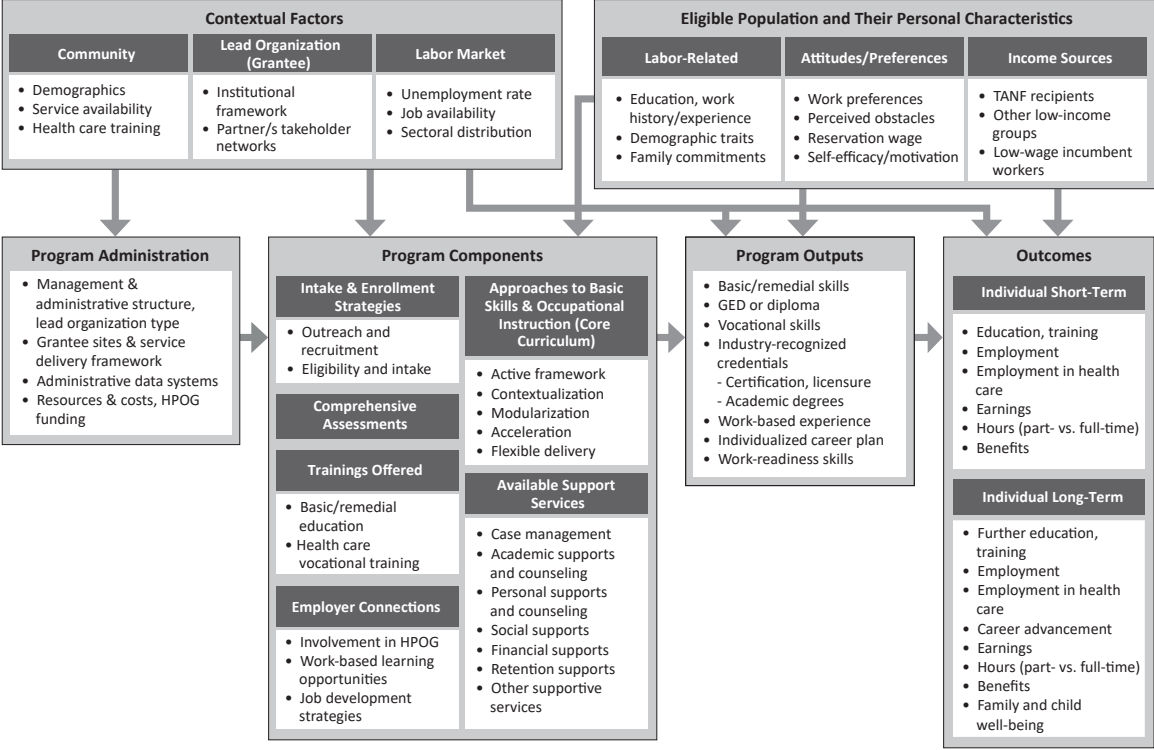 Contextual Factors
Community
Demographics
Service availability
Health care training
Lead Organization
(Grantee)
Institutional
framework
Partner/s takeholder
networks
Labor Market
Unemployment rate
Job availability
Sectoral distribution
Eligible Population and Their Personal Characteristics
Labor-Related
Education, work
history/experience
Demographic traits
Family commitments
Attitudes/Preferences
Work preferences
Perceived obstacles
Reservation wage
Self-efficacy/motivation
Income Sources
TANF recipients
Other low-income
groups
Low-wage incumbent
workers
Program Administration
Management &
administrative structure,
lead organization type
Grantee sites & service
delivery framework
Administrative data systems
Resources & costs, HPOG
funding
Program Components
Intake & Enrollment
Strategies
Outreach and
recruitment
Eligibility and intake
Comprehensive
Assessments
Trainings Offered
Basic/remedial
education
Health care
vocational training
Employer Connections
Involvement in HPOG
Work-based learning
opportunities
Job development
strategies
Approaches to Basic
Skills & Occupational
Instruction (Core
Curriculum)
Active framework
Contextualization
Modularization
Acceleration
Flexible delivery
Available Support
Services
Case management
Academic supports
and counseling
Personal supports
and counseling
Social supports
Financial supports
Retention supports
Other supportive
services
Program Outputs
Basic/remedial skills
GED or diploma
Vocational skills
Industry-recognized
credentials
- Certification, licensure
- Academic degrees
Work-based experience
Individualized career plan
Work-readiness skills
Outcomes
Individual Short-Term
Education, training
Employment
Employment in health
care
Earnings
Hours (part- vs. full-time)
Benefits
Individual Long-Term
Further education,
training
Employment
Employment in health
care
Career advancement
Earnings
Hours (part- vs. full-time)
Benefits
Family and child
well-being